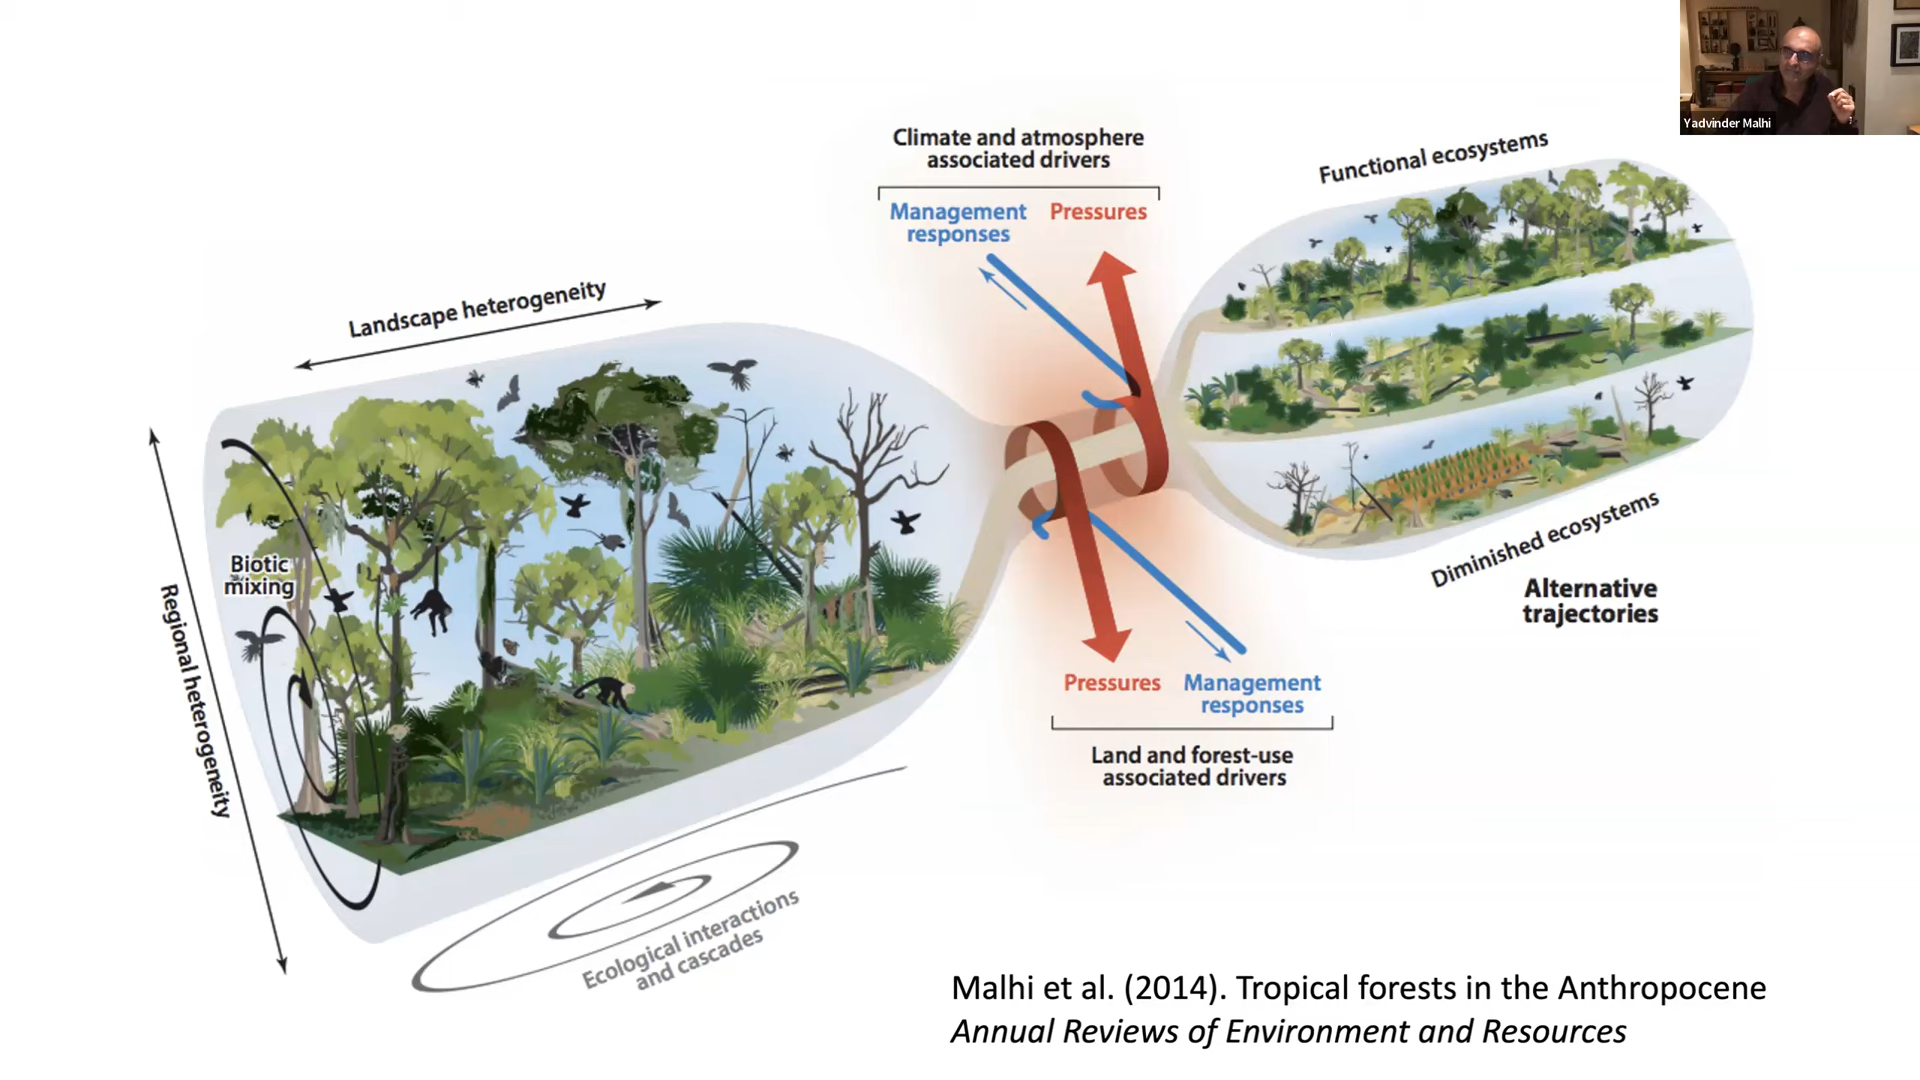 Yadvinder Malhi
Climate and atmosphere
associated drivers
Management
responses
Pressures
Functional ecosystems
Landscape heterogeneity
Biotic
mixing
Regional heterogeneity
Diminished ecosystems
Alternative
trajectories
Pressures
Management
responses
Land and forest-use
associated drivers
Ecological interactions
and cascades
Malhi et al. (2014). Tropical forests in the Anthropocene
Annual Reviews of Environment and Resources